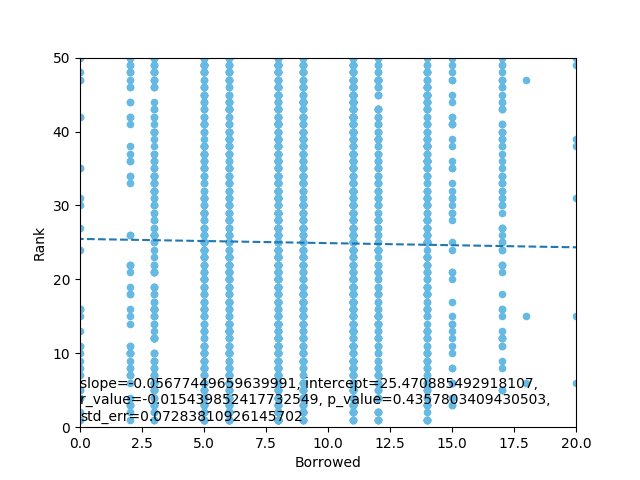 50
40
30
20
10
0
Rank
slope=-0.05677449659639991, intercept=25.470885492918107,
r_value=-0.015439852417732549, p_value=0.4357803409430503,
std_err=0.07283810926145702
0.0 2.5 5.0 7.5 10.0 12.5 15.0 17.5 20.0
Borrowed